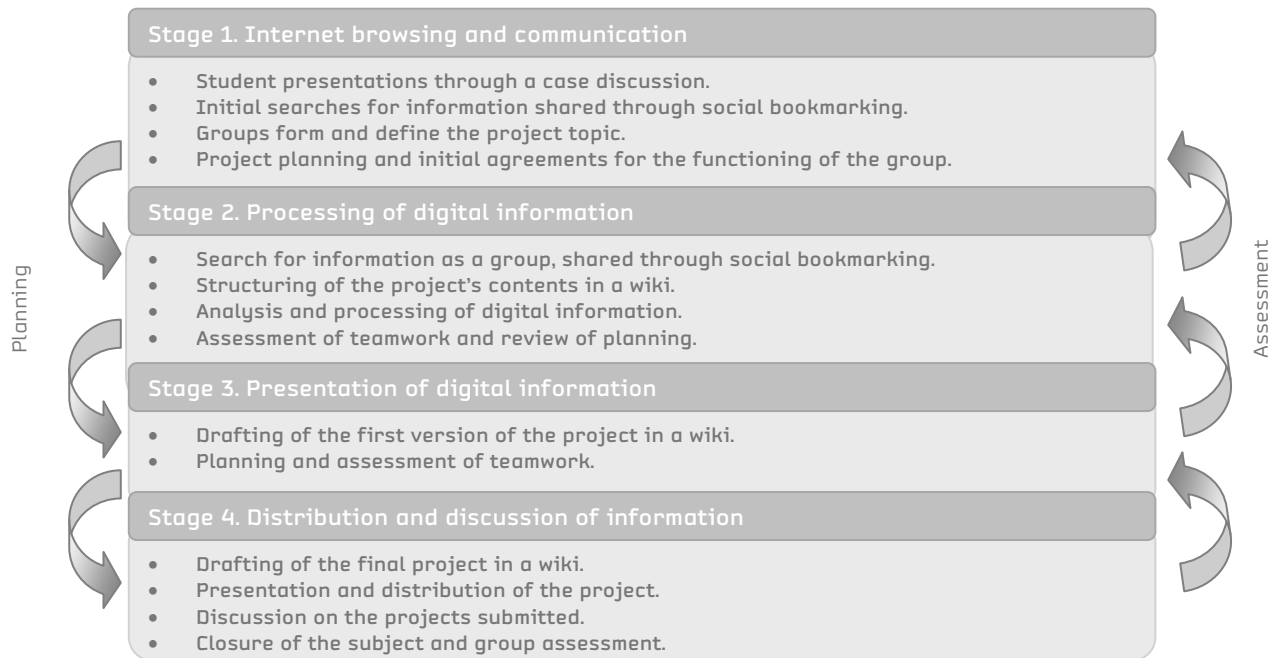 Stage 1. Internet browsing and communication
• Student presentations through a case discussion.
• Initial searches for information shared through social bookmarking.
• Groups form and define the project topic.
• Project planning and initial agreements for the functioning of the group.
Stage 2. Processing of digital information
• Search for information as a group, shared through social bookmarking.
• Structuring of the project's contents in a wiki.
• Analysis and processing of digital information.
• Assessment of teamwork and review of planning.
Stage 3. Presentation of digital information
• Drafting of the first version of the project in a wiki.
• Planning and assessment of teamwork.
Stage 4. Distribution and discussion of information
• Drafting of the final project in a wiki.
• Presentation and distribution of the project.
• Discussion on the projects submitted.
• Closure of the subject and group assessment.
Planning
Assessment